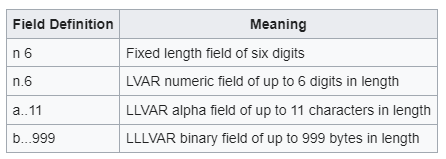 Field Definition Meaning
n 6 Fixed length field of six digits
n.6 LVAR numeric field of up to 6 digits in length
a..11 LLVAR alpha field of up to 11 characters in length
b...999 LLLVAR binary field of up to 999 bytes in length